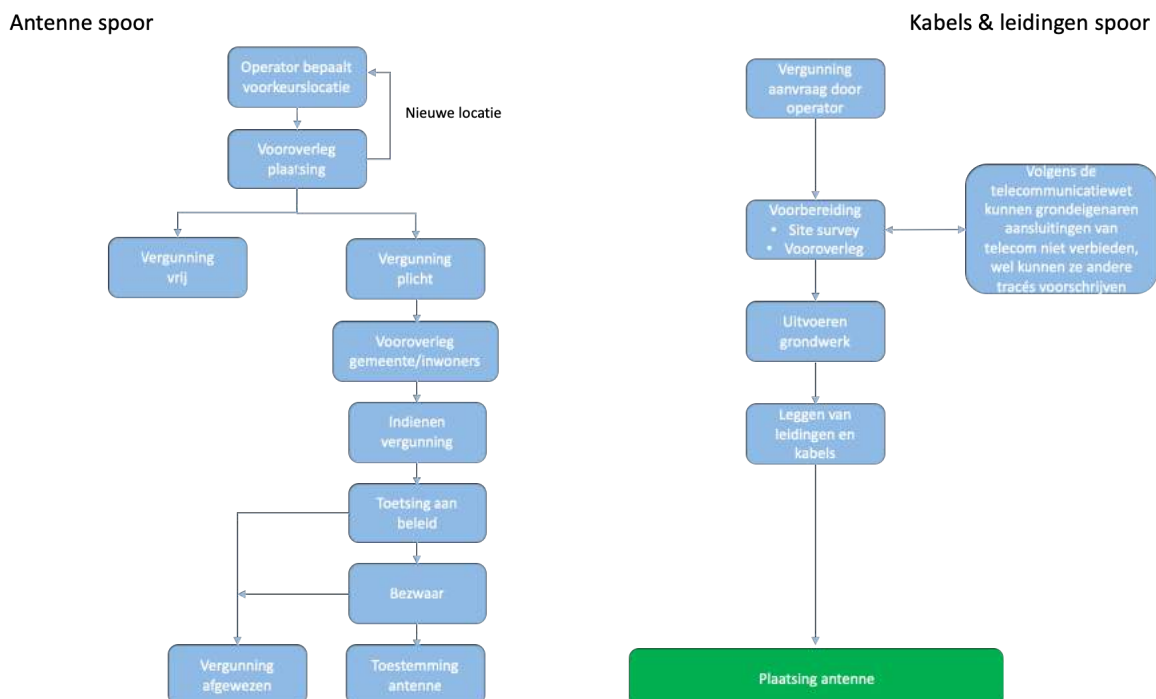 Antenne spoor
Kabels & leidingen spoor
Operator bepaalt
voorkeurslocatie
Nieuwe locatie
Vooroverleg
plaatsing
Vergunning
vrij
Vergunning
plicht
Vooroverleg
gemeente/inwoners
Indienen
vergunning
Toetsing aan
beleid
Bezwaar
Vergunning
afgewezen
Toestemming
antenne
Vergunning
aanvraag door
operator
Voorbereiding
• Site survey
• Vooroverleg
Volgens de
telecommunicatiewet
kunnen grondeigenaren
aansluitingen van
telecom niet verbieden,
wel kunnen ze andere
tracés voorschrijven
Uitvoeren
grondwerk
Leggen van
leidingen en
kabels
Plaatsing antenne